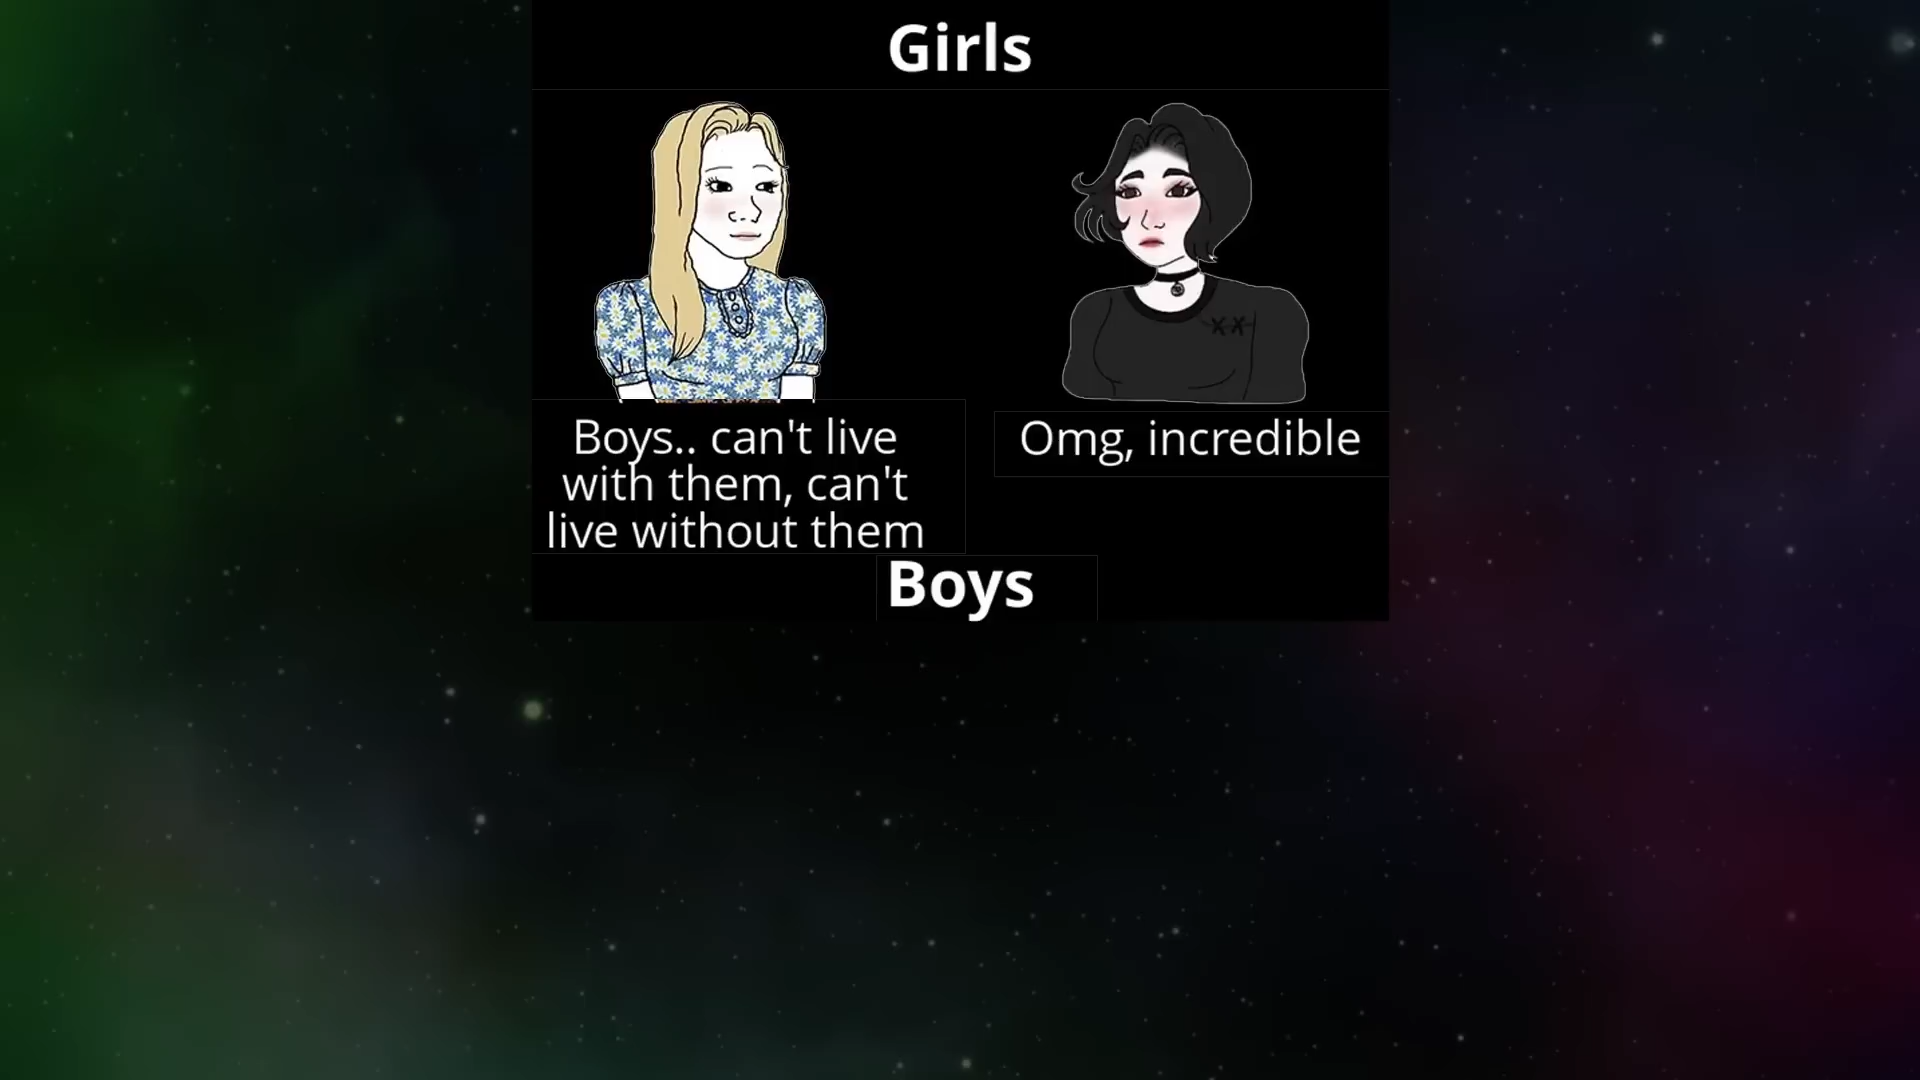 Girls
Boys.. can't live
with them, can't
live without them
Omg, incredible
Boys